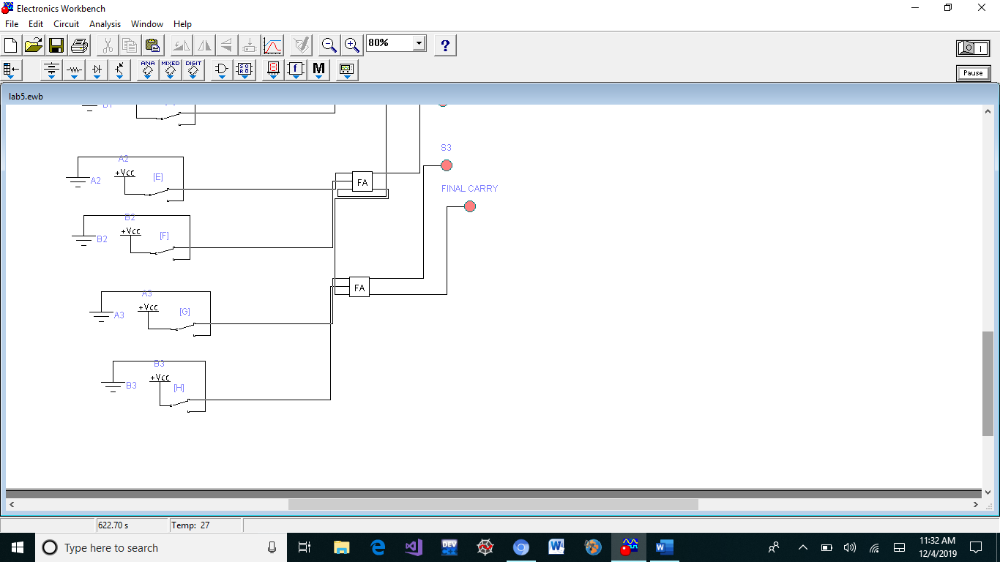 Electronics Workbench
File Edit Circuit Analysis Window Help
80%
?
ANA MIXED DIGIT
f M
Pause
lab5.ewb
S3
A2
+Vcc
[E]
A2
FA
FINAL CARRY
B2
+Vcc
[F]
B2
FA
A3
+Vcc
[G]
A3
B3
+Vcc
[H]
B3
622.70 s
Temp: 27
Type here to search
DEV
11:32 AM
12/4/2019